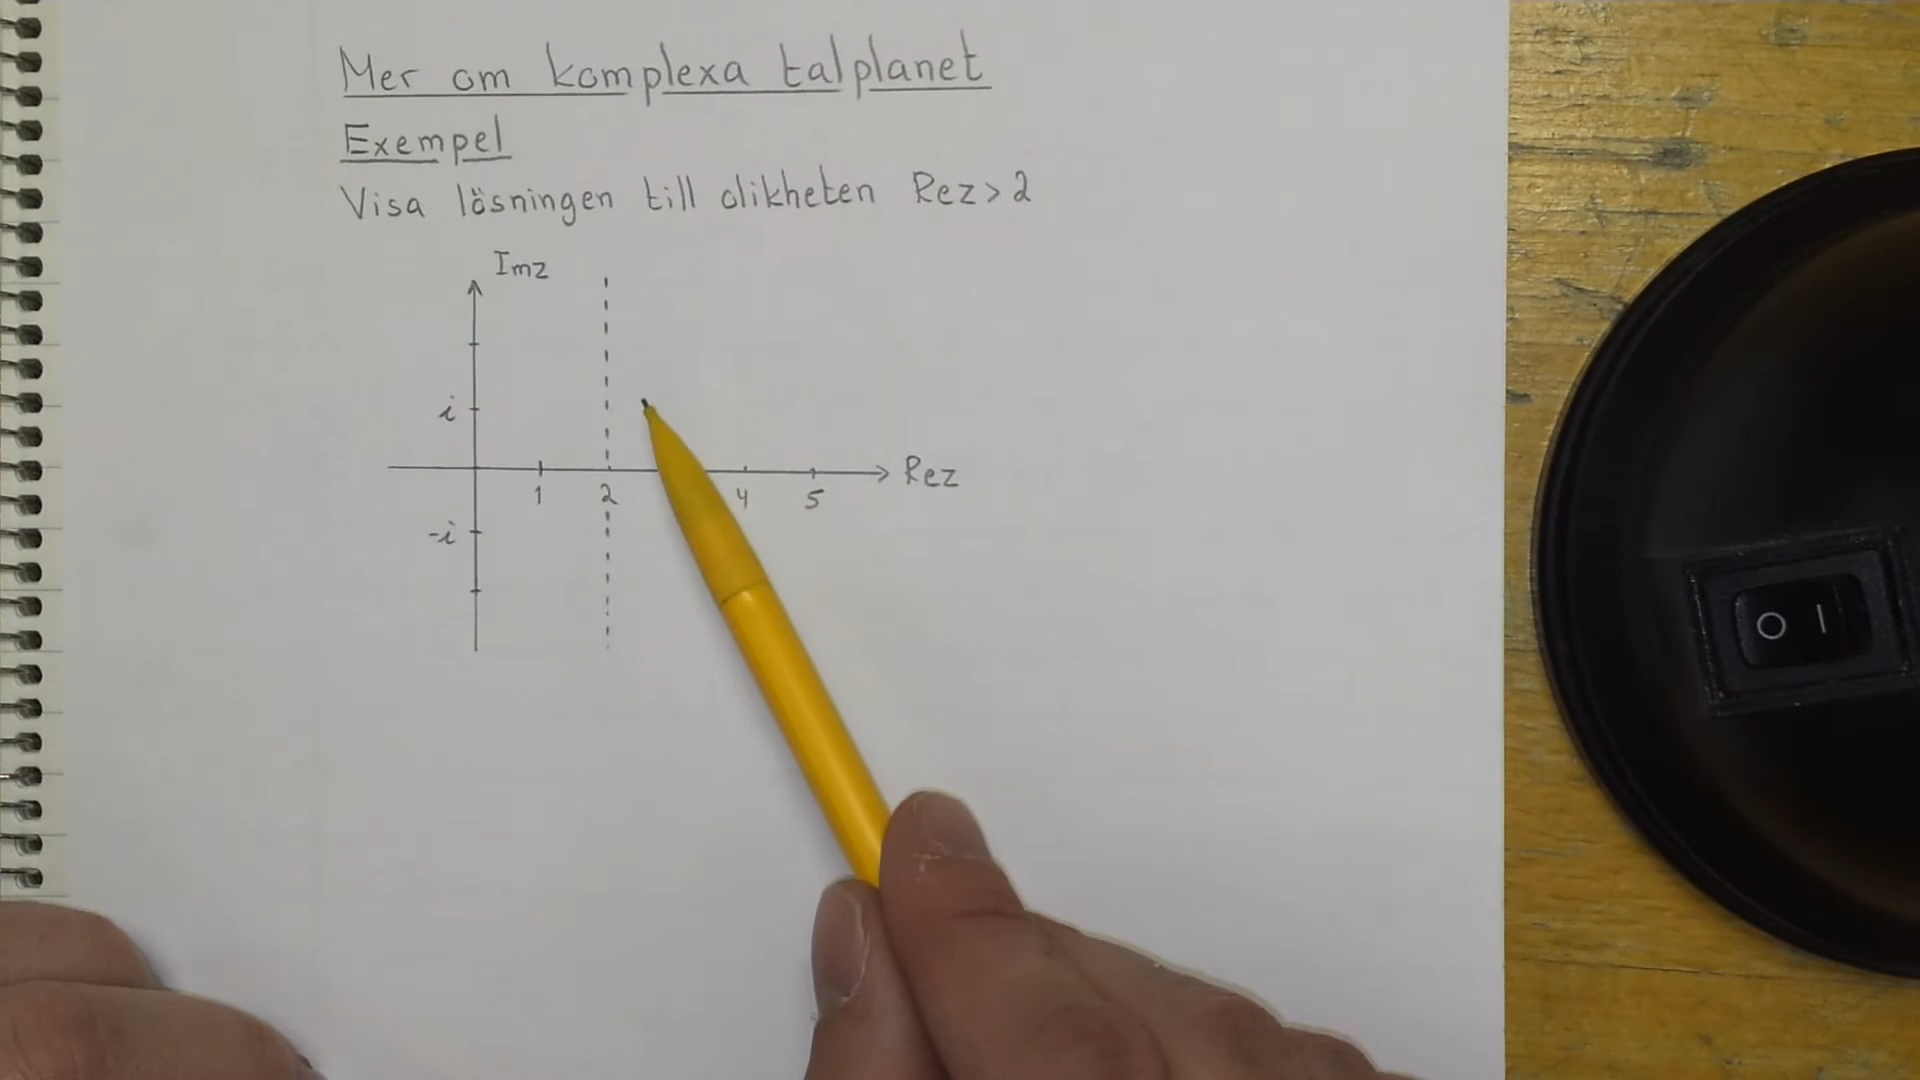 Mer om komplexa talplanet
Exempel
Visa lösningen till olikheten Rez > 2
Imz
i
Rez
1 2 4 5
-i
O I